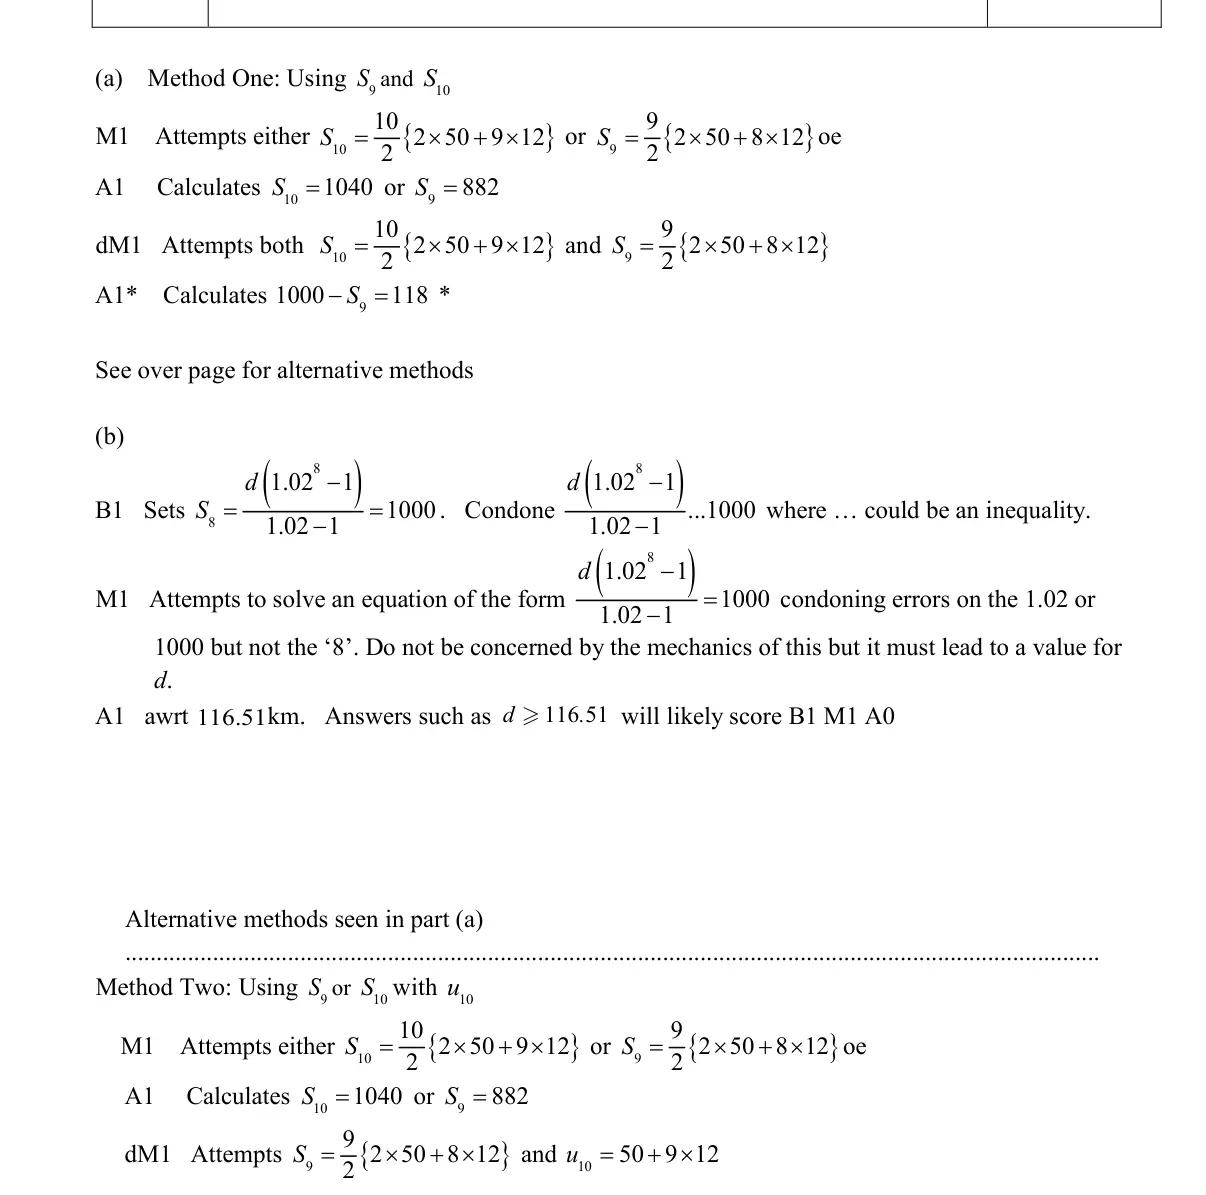 (a) Method One: Using S₉ and S₁₀
M1 Attempts either S₁₀ = 10/2 {2×50+9×12} or S₉ = 9/2 {2×50+8×12} oe
A1 Calculates S₁₀ = 1040 or S₉ = 882
dM1 Attempts both S₁₀ = 10/2 {2×50+9×12} and S₉ = 9/2 {2×50+8×12}
A1* Calculates 1000 − S₉ = 118 *
See over page for alternative methods
(b)
B1 Sets S₈ = d(1.02⁸ − 1)/(1.02 − 1) = 1000. Condone d(1.02⁸ − 1)/(1.02 − 1) ...1000 where … could be an inequality.
M1 Attempts to solve an equation of the form d(1.02⁸ − 1)/(1.02 − 1) = 1000 condoning errors on the 1.02 or
1000 but not the ‘8’. Do not be concerned by the mechanics of this but it must lead to a value for
d.
A1 awrt 116.51km. Answers such as d ⩾ 116.51 will likely score B1 M1 A0
Alternative methods seen in part (a)
................................................................................................................................................................
Method Two: Using S₉ or S₁₀ with u₁₀
M1 Attempts either S₁₀ = 10/2 {2×50+9×12} or S₉ = 9/2 {2×50+8×12} oe
A1 Calculates S₁₀ = 1040 or S₉ = 882
dM1 Attempts S₉ = 9/2 {2×50+8×12} and u₁₀ = 50+9×12